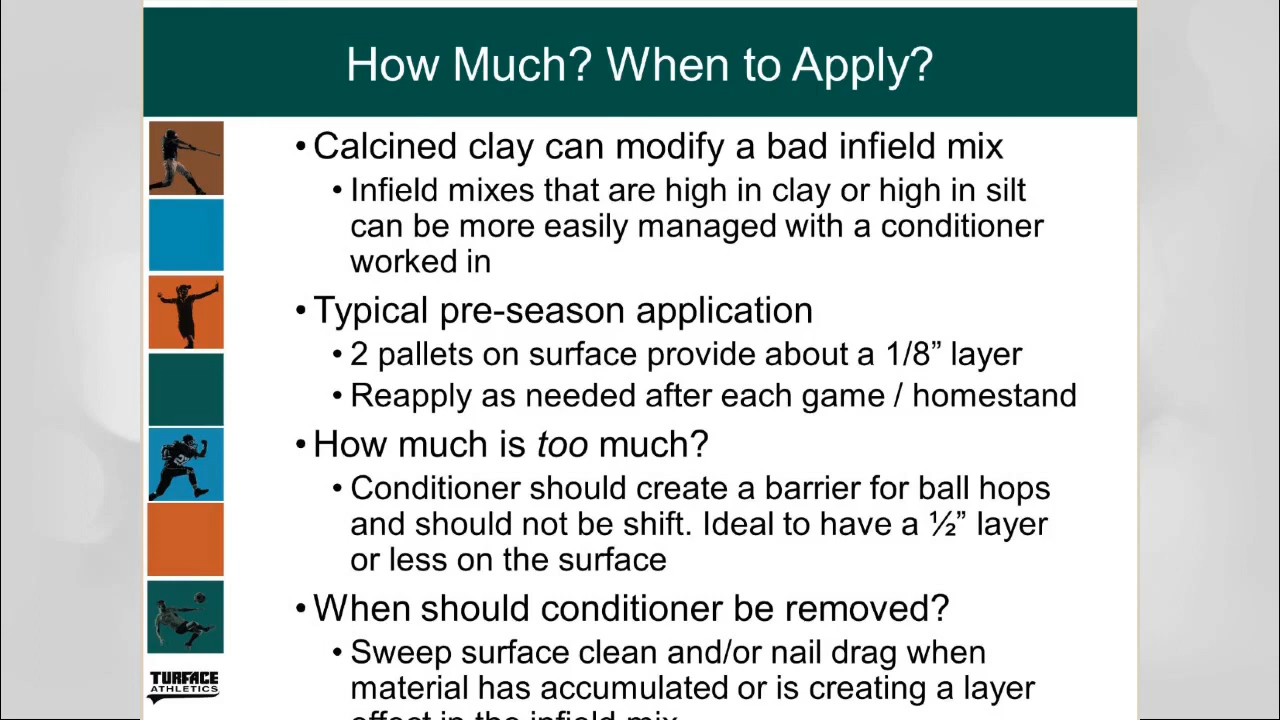 How Much? When to Apply?
• Calcined clay can modify a bad infield mix
• Infield mixes that are high in clay or high in silt
can be more easily managed with a conditioner
worked in
• Typical pre-season application
• 2 pallets on surface provide about a 1/8” layer
• Reapply as needed after each game / homestand
• How much is too much?
• Conditioner should create a barrier for ball hops
and should not be shift. Ideal to have a ½” layer
or less on the surface
• When should conditioner be removed?
• Sweep surface clean and/or nail drag when
material has accumulated or is creating a layer
effect in the infield mix
TURFACE
ATHLETICS